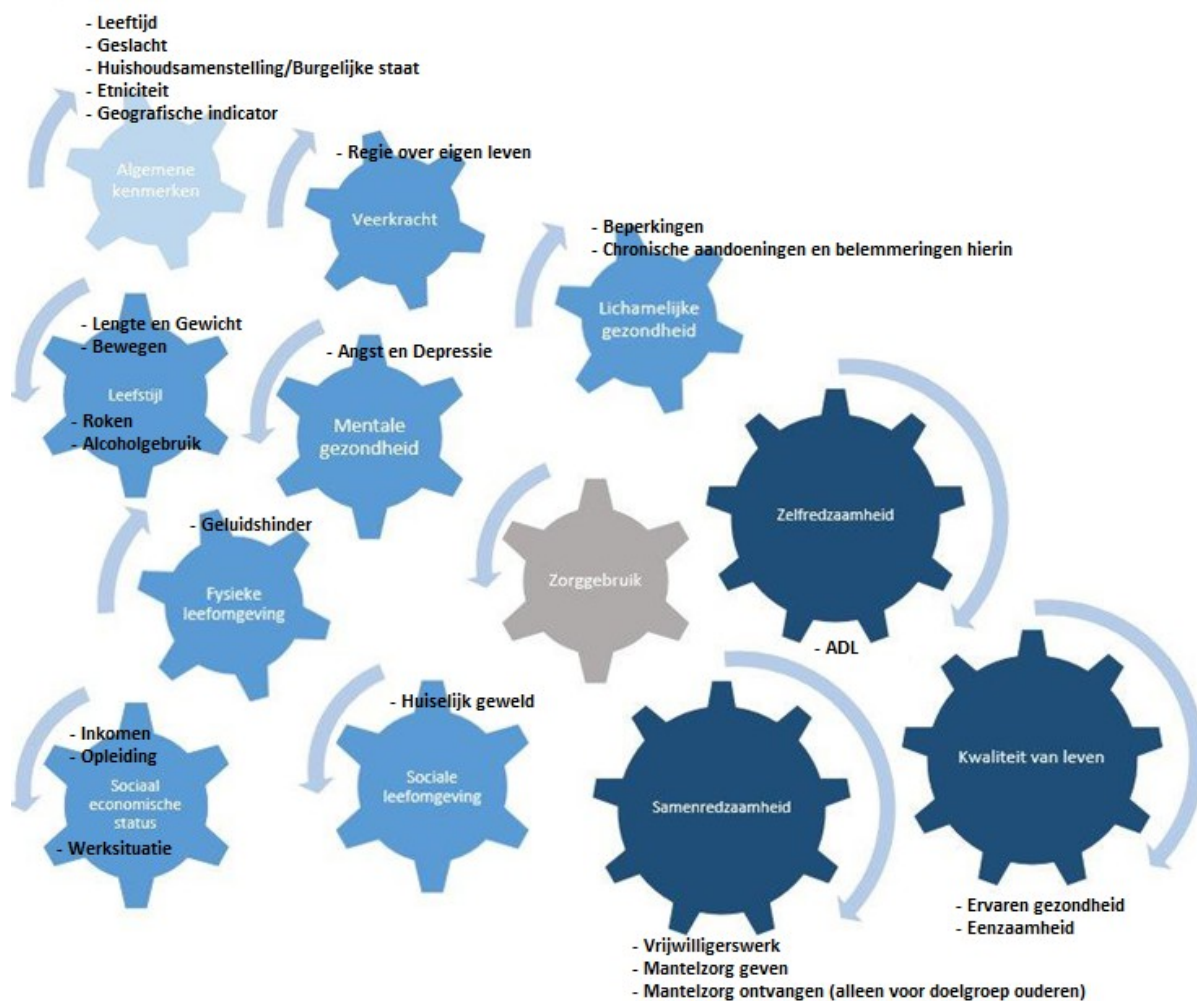 - Leeftijd
- Geslacht
- Huishoudsamenstelling/Burgelijke staat
- Etniciteit
- Geografische indicator
Algemene
kenmerken
- Regie over eigen leven
Veerkracht
- Beperkingen
- Chronische aandoeningen en belemmeringen hierin
Lichamelijke
gezondheid
- Lengte en Gewicht
- Bewegen
Leefstijl
- Roken
- Alcoholgebruik
- Angst en Depressie
Mentale
gezondheid
Zelfredzaamheid
- ADL
- Geluidshinder
Fysieke
leefomgeving
Zorggebruik
- Inkomen
- Opleiding
Sociaal
economische
status
- Werksituatie
- Huiselijk geweld
Sociale
leefomgeving
Samenredzaamheid
- Vrijwilligerswerk
- Mantelzorg geven
- Mantelzorg ontvangen (alleen voor doelgroep ouderen)
Kwaliteit van leven
- Ervaren gezondheid
- Eenzaamheid